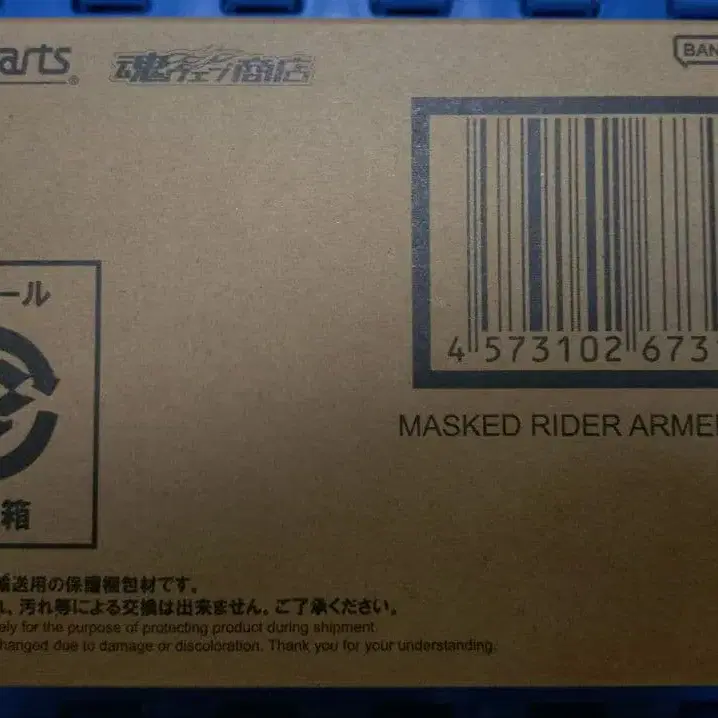 arts®
魂ウェブ商店
BAN
4 573102 673
MASKED RIDER ARME
ール
箱
輸送用の保護梱包材です。
汚れ等による交換は出来ません。ご了承ください。
ely for the purpose of protecting product during shipment.
hanged due to damage or discoloration. Thank you for your understanding.